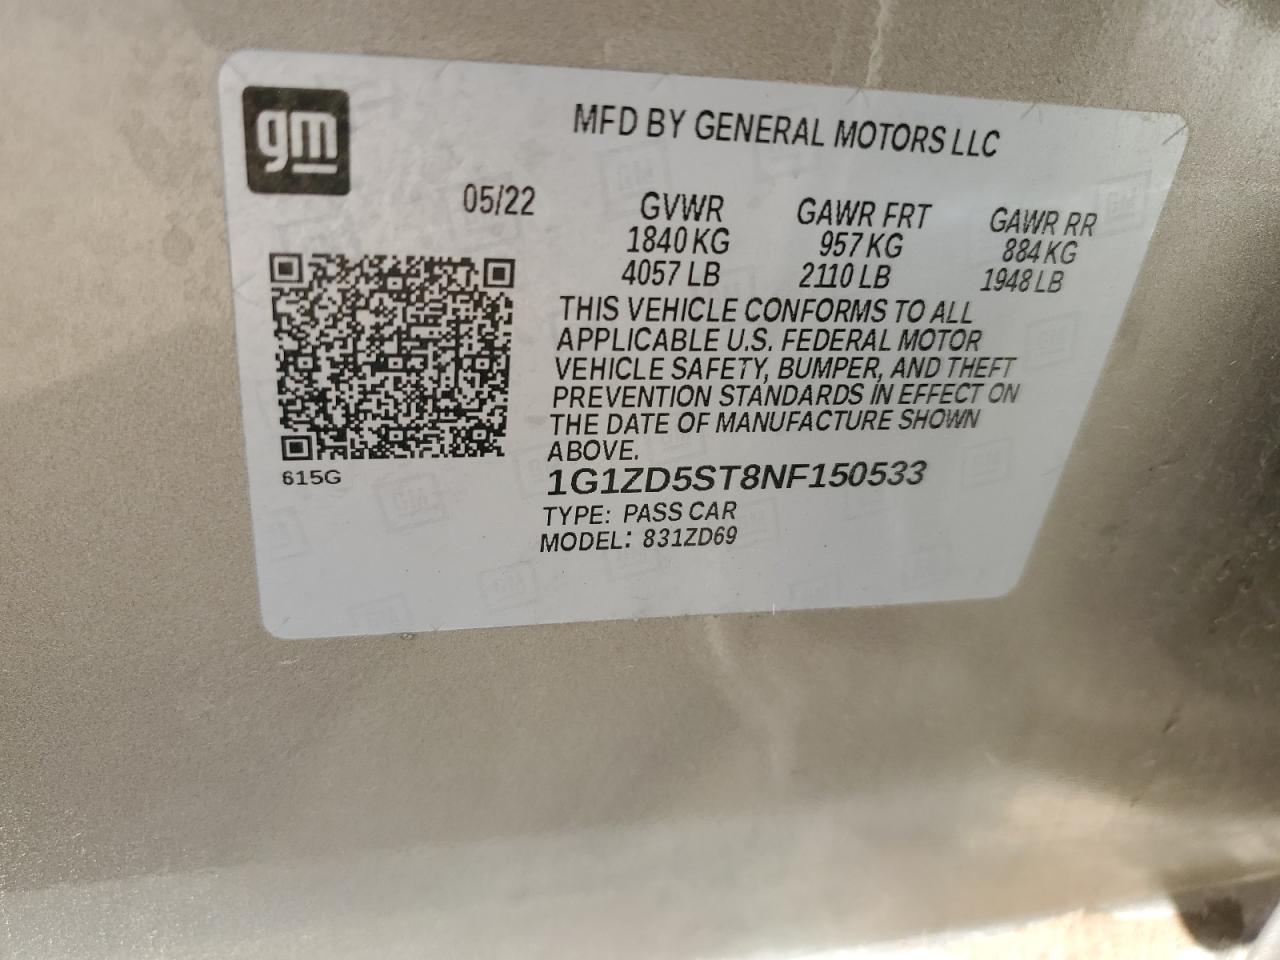 gm
MFD BY GENERAL MOTORS LLC
05/22
GVWR GAWR FRT GAWR RR
1840 KG 957 KG 884 KG
4057 LB 2110 LB 1948 LB
THIS VEHICLE CONFORMS TO ALL
APPLICABLE U.S. FEDERAL MOTOR
VEHICLE SAFETY, BUMPER, AND THEFT
PREVENTION STANDARDS IN EFFECT ON
THE DATE OF MANUFACTURE SHOWN
ABOVE.
615G
1G1ZD5ST8NF150533
TYPE: PASS CAR
MODEL: 831ZD69